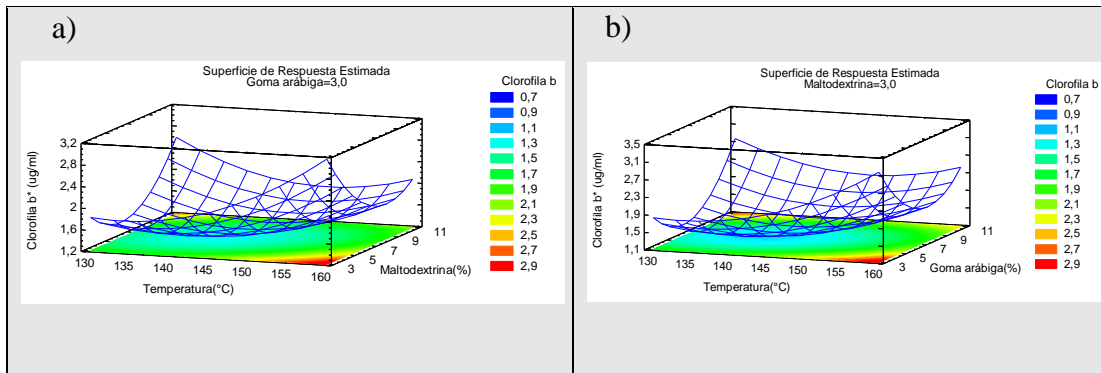 a)
Superficie de Respuesta Estimada
Goma arábiga=3,0
Clorofila b
0,7
0,9
1,1
1,3
1,5
1,7
1,9
2,1
2,3
2,5
2,7
2,9
Clorofila b* (ug/ml)
3,2
2,8
2,4
2
1,6
1,2
130 135 140 145 150 155 160
Temperatura(°C)
3 5 7 9 11
Maltodextrina(%)
b)
Superficie de Respuesta Estimada
Maltodextrina=3,0
Clorofila b
0,7
0,9
1,1
1,3
1,5
1,7
1,9
2,1
2,3
2,5
2,7
2,9
Clorofila b* (ug/ml)
3,5
3,1
2,7
2,3
1,9
1,5
1,1
130 135 140 145 150 155 160
Temperatura(°C)
3 5 7 9 11
Goma arábiga(%)